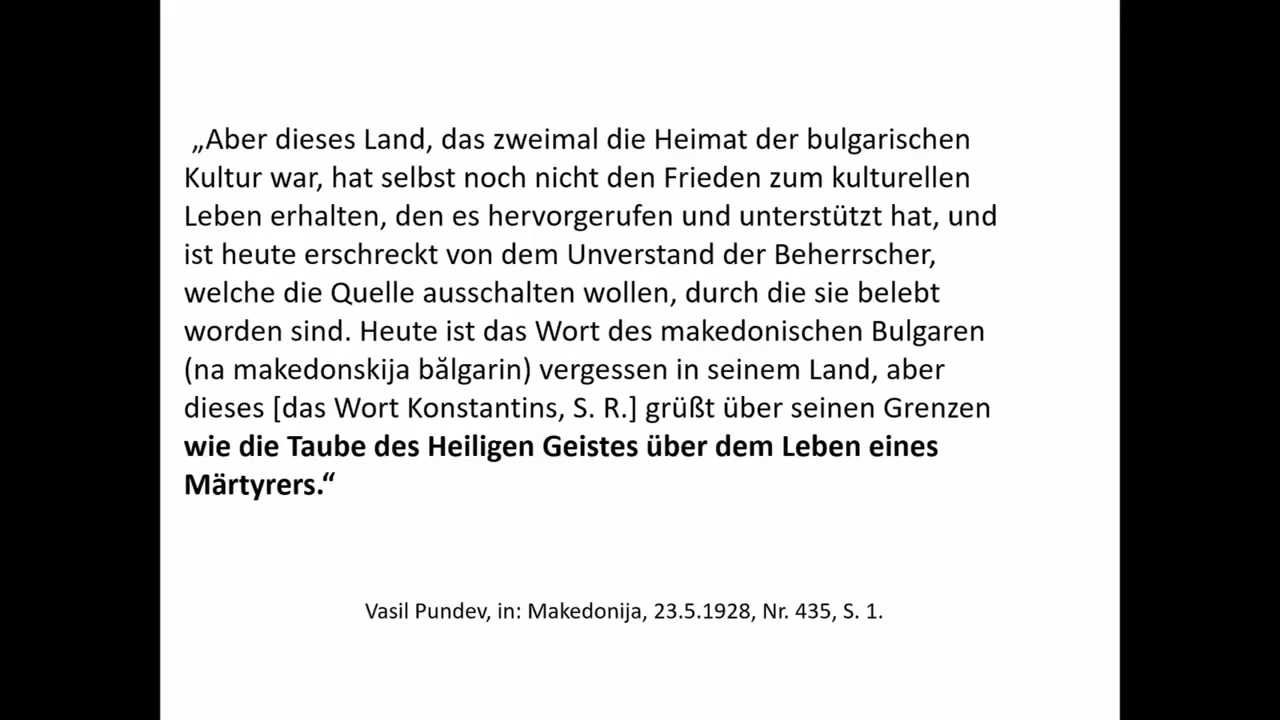 „Aber dieses Land, das zweimal die Heimat der bulgarischen
Kultur war, hat selbst noch nicht den Frieden zum kulturellen
Leben erhalten, den es hervorgerufen und unterstützt hat, und
ist heute erschreckt von dem Unverstand der Beherrscher,
welche die Quelle ausschalten wollen, durch die sie belebt
worden sind. Heute ist das Wort des makedonischen Bulgaren
(na makedonskija bălgarin) vergessen in seinem Land, aber
dieses [das Wort Konstantins, S. R.] grüßt über seinen Grenzen
wie die Taube des Heiligen Geistes über dem Leben eines
Märtyrers.“
Vasil Pundev, in: Makedonija, 23.5.1928, Nr. 435, S. 1.